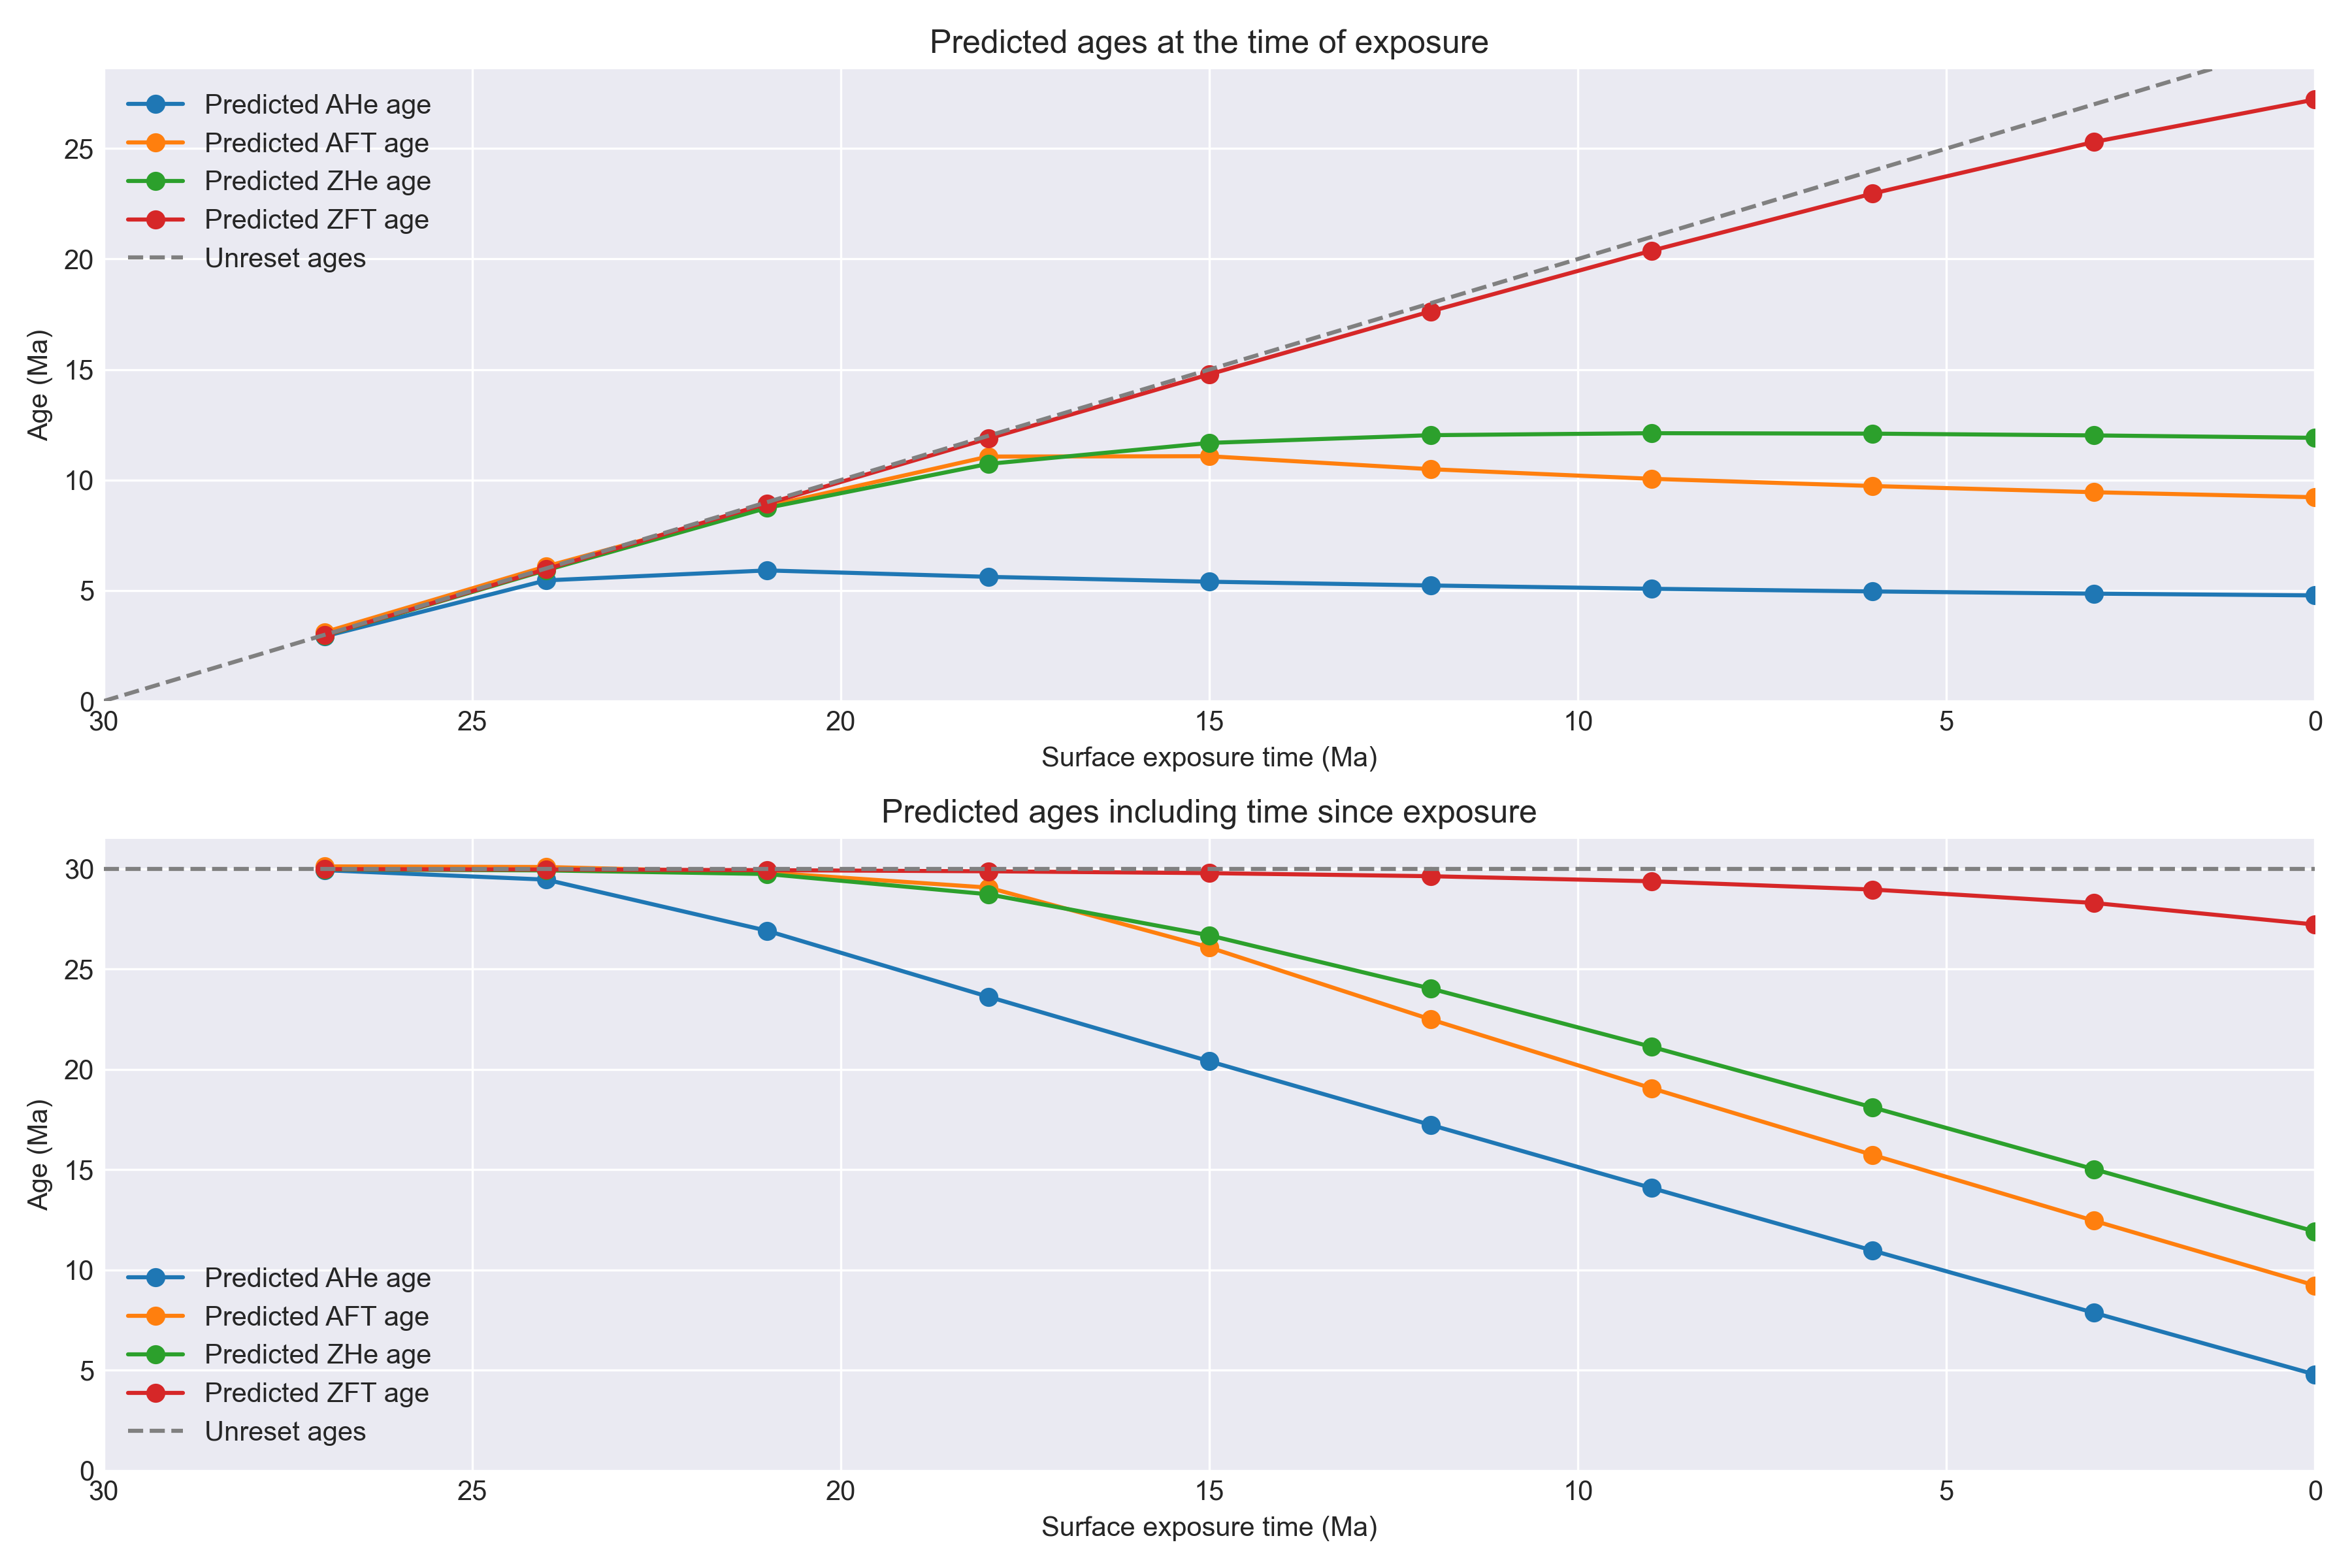 Predicted ages at the time of exposure
Predicted AHe age
Predicted AFT age
Predicted ZHe age
Predicted ZFT age
Unreset ages
Age (Ma)
25
20
15
10
5
0
30 25 20 15 10 5 0
Surface exposure time (Ma)
Predicted ages including time since exposure
Age (Ma)
30
25
20
15
10
5
0
Predicted AHe age
Predicted AFT age
Predicted ZHe age
Predicted ZFT age
Unreset ages
30 25 20 15 10 5 0
Surface exposure time (Ma)